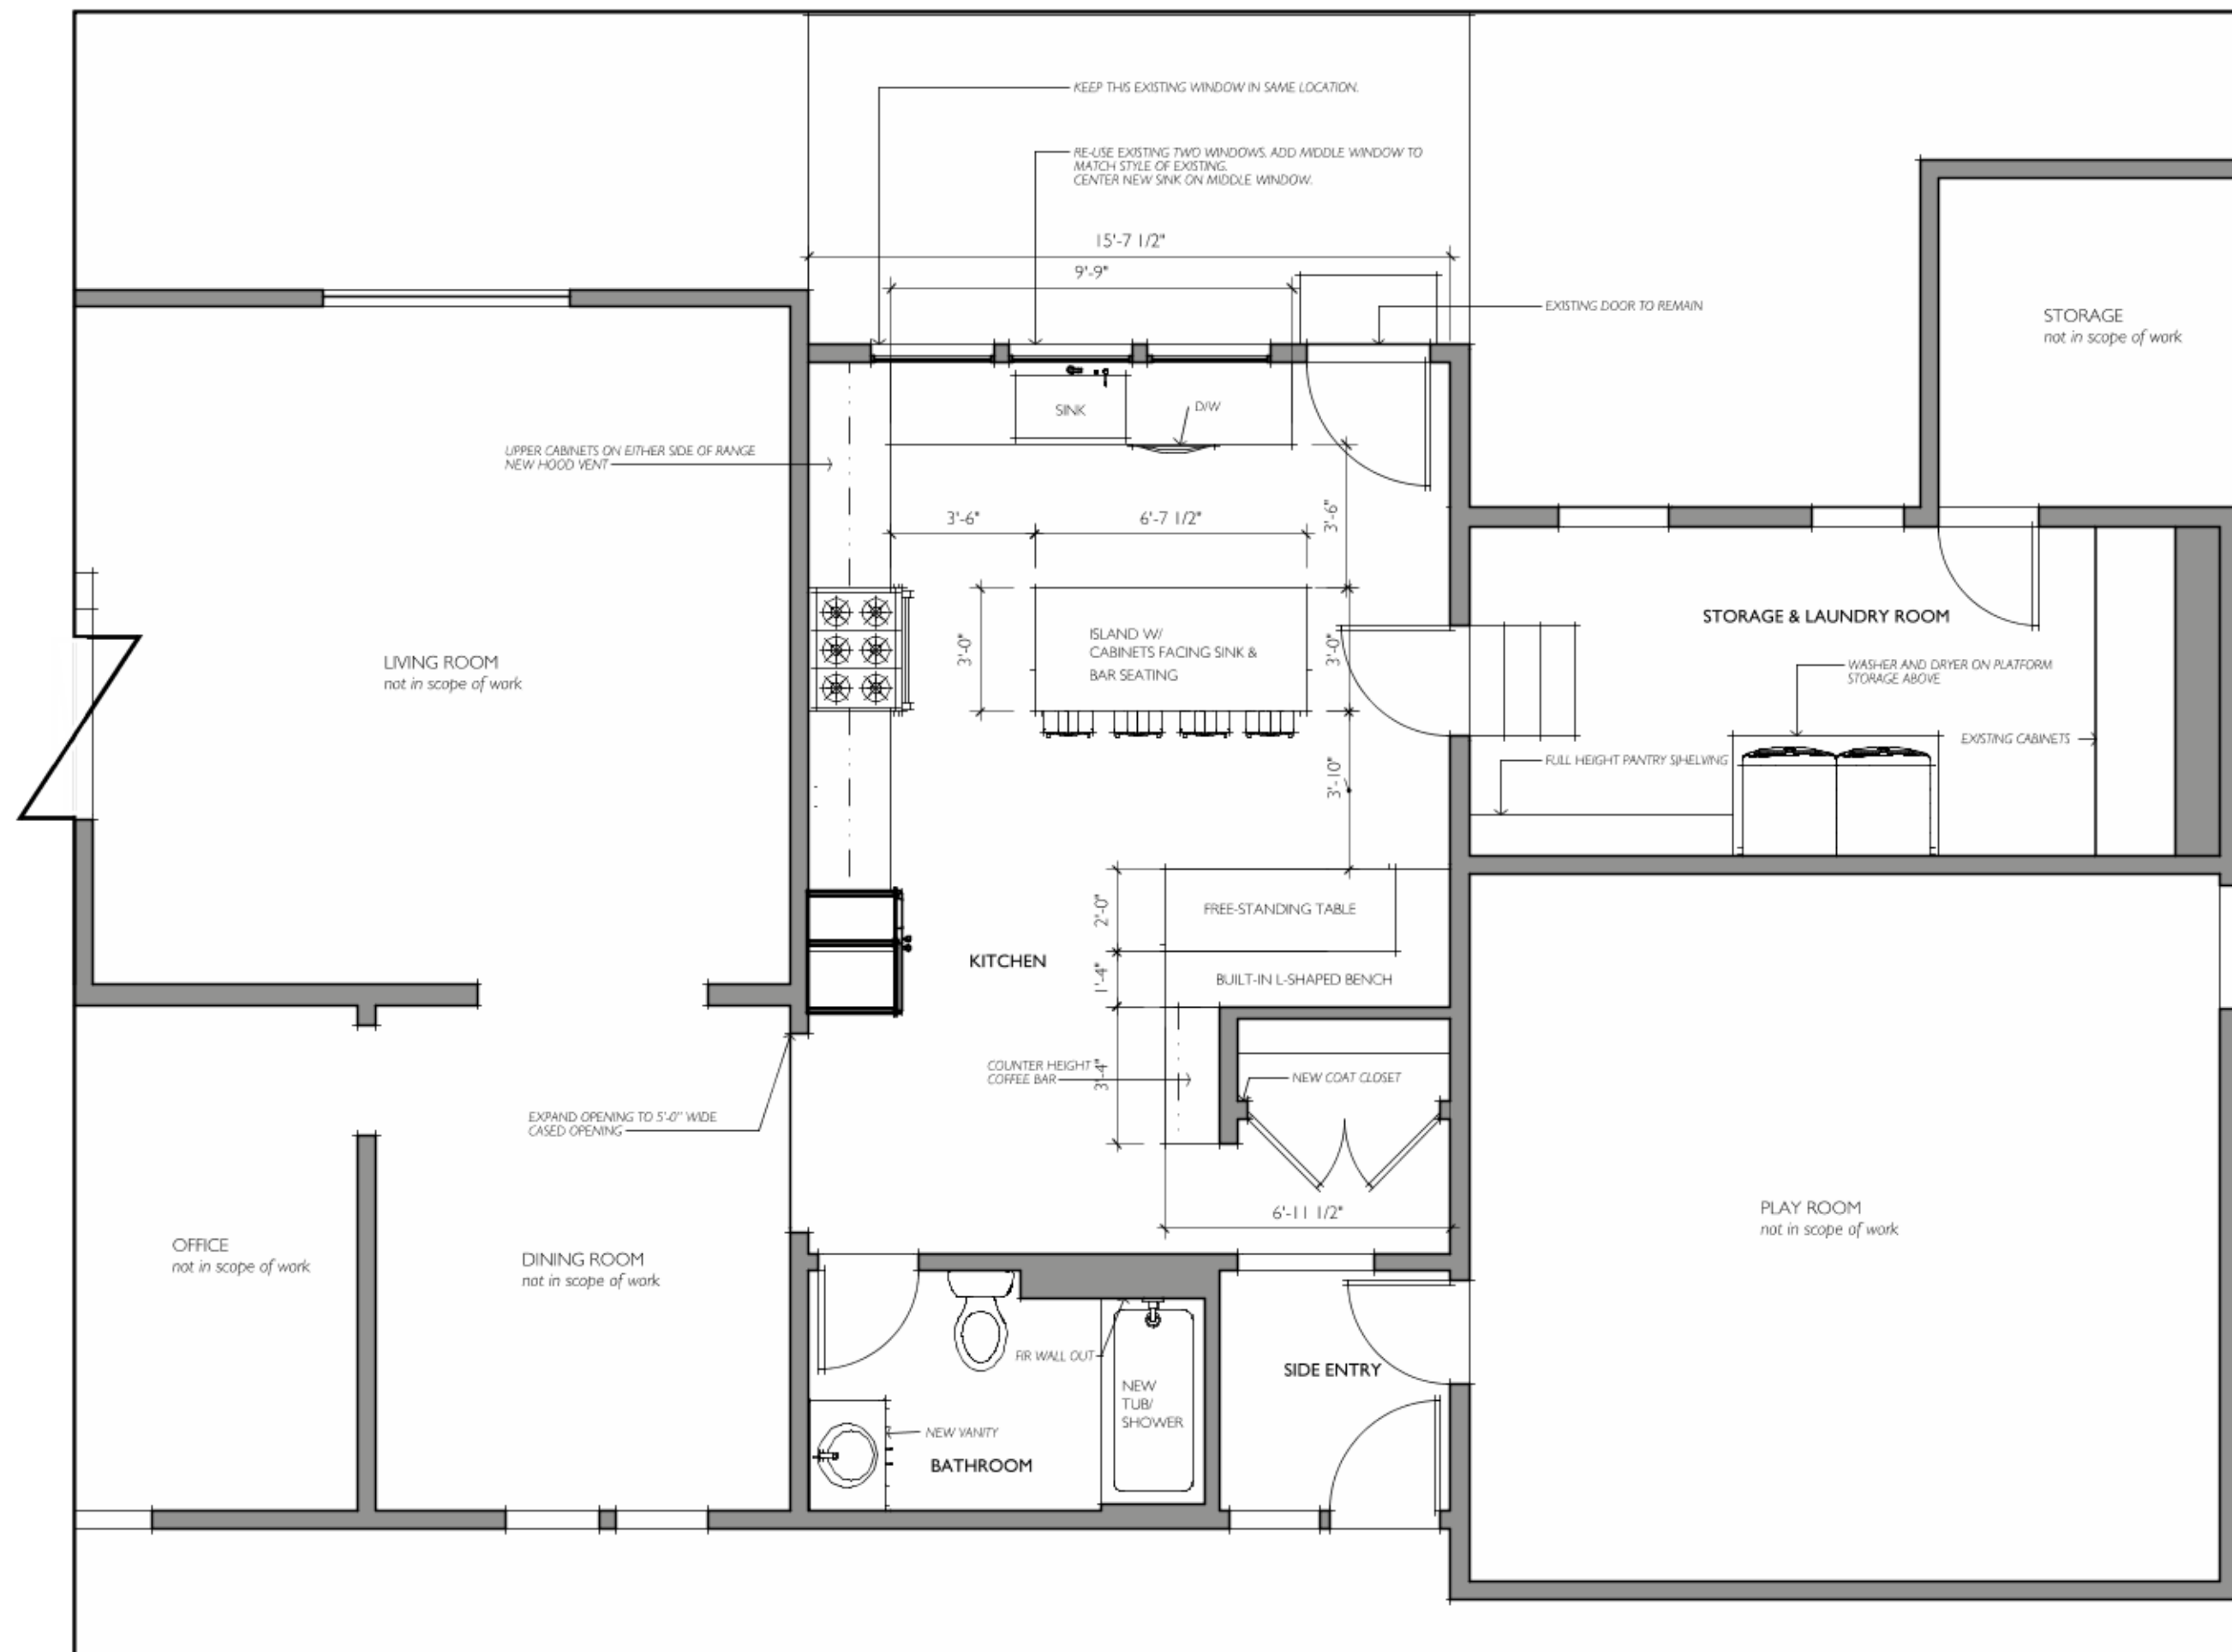 KEEP THIS EXISTING WINDOW IN SAME LOCATION.
RE-USE EXISTING TWO WINDOWS. ADD MIDDLE WINDOW TO
MATCH STYLE OF EXISTING.
CENTER NEW SINK ON MIDDLE WINDOW.
15'-7 1/2"
9'-9"
EXISTING DOOR TO REMAIN
STORAGE
not in scope of work
SINK
D/W
UPPER CABINETS ON EITHER SIDE OF RANGE
NEW HOOD VENT
3'-6"
6'-7 1/2"
3'-6"
STORAGE & LAUNDRY ROOM
LIVING ROOM
not in scope of work
3'-0"
ISLAND W/
CABINETS FACING SINK &
BAR SEATING
3'-0"
WASHER AND DRYER ON PLATFORM
STORAGE ABOVE
EXISTING CABINETS
FULL HEIGHT PANTRY SHELVING
3'-10"
2'-0"
FREE-STANDING TABLE
KITCHEN
1'-4"
BUILT-IN L-SHAPED BENCH
COUNTER HEIGHT
COFFEE BAR
3'-4"
NEW COAT CLOSET
EXPAND OPENING TO 5'-0" WIDE
CASED OPENING
6'-11 1/2"
PLAY ROOM
not in scope of work
OFFICE
not in scope of work
DINING ROOM
not in scope of work
FIR WALL OUT
SIDE ENTRY
NEW
TUB/
SHOWER
NEW VANITY
BATHROOM